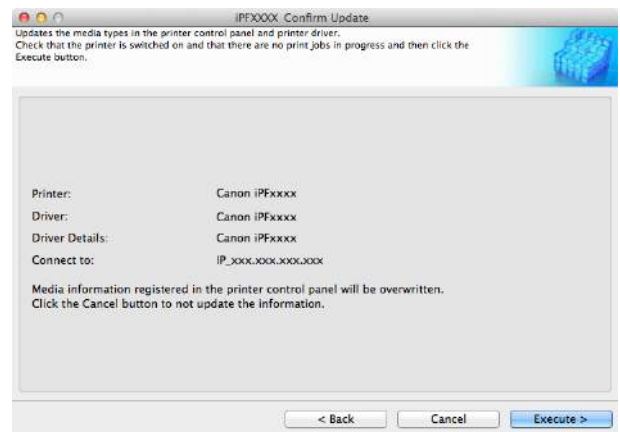 iPFXXXX Confirm Update
Updates the media types in the printer control panel and printer driver.
Check that the printer is switched on and that there are no print jobs in progress and then click the
Execute button.
Printer: Canon iPFxxxx
Driver: Canon iPFxxxx
Driver Details: Canon iPFxxxx
Connect to: IP_xxx.xxx.xxx.xxx
Media information registered in the printer control panel will be overwritten.
Click the Cancel button to not update the information.
< Back Cancel Execute >